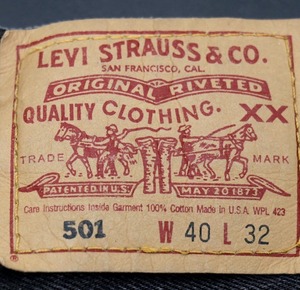 LEVI STRAUSS & CO.
SAN FRANCISCO, CAL.
ORIGINAL RIVETED
QUALITY CLOTHING. XX
TRADE MARK
PATENTED IN U.S. MAY 20 1873
Care Instructions Inside Garment 100% Cotton Made in U.S.A. WPL 423
501 W 40 L 32
®